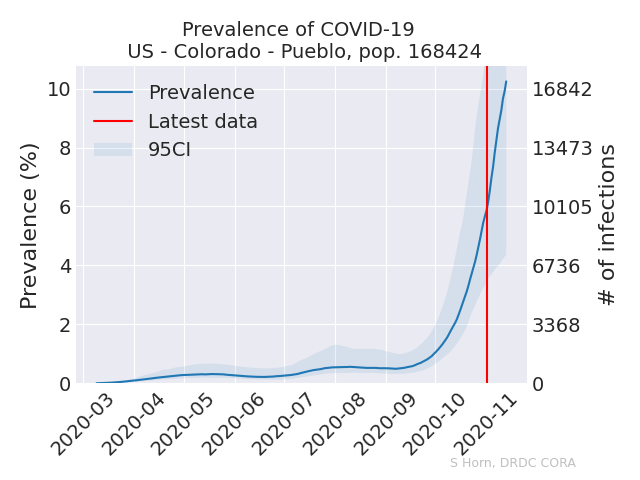 Prevalence of COVID-19
US - Colorado - Pueblo, pop. 168424
Prevalence
Latest data
95CI
Prevalence (%)
10
8
6
4
2
0
16842
13473
10105
6736
3368
0
# of infections
2020-03
2020-04
2020-05
2020-06
2020-07
2020-08
2020-09
2020-10
2020-11
S Horn, DRDC CORA